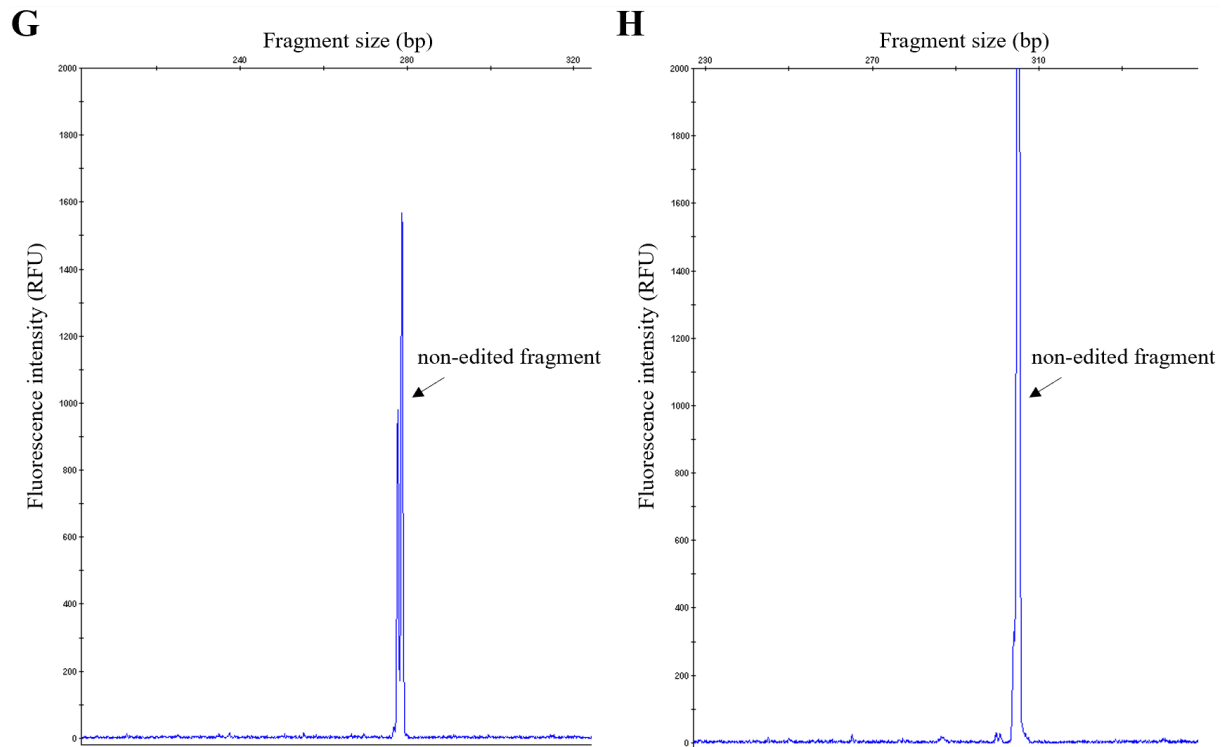 G
Fragment size (bp)
240 280 320
2000
1800
1600
1400
1200
1000
800
600
400
200
0
Fluorescence intensity (RFU)
non-edited fragment
H
Fragment size (bp)
230 270 310
2000
1800
1600
1400
1200
1000
800
600
400
200
0
Fluorescence intensity (RFU)
non-edited fragment